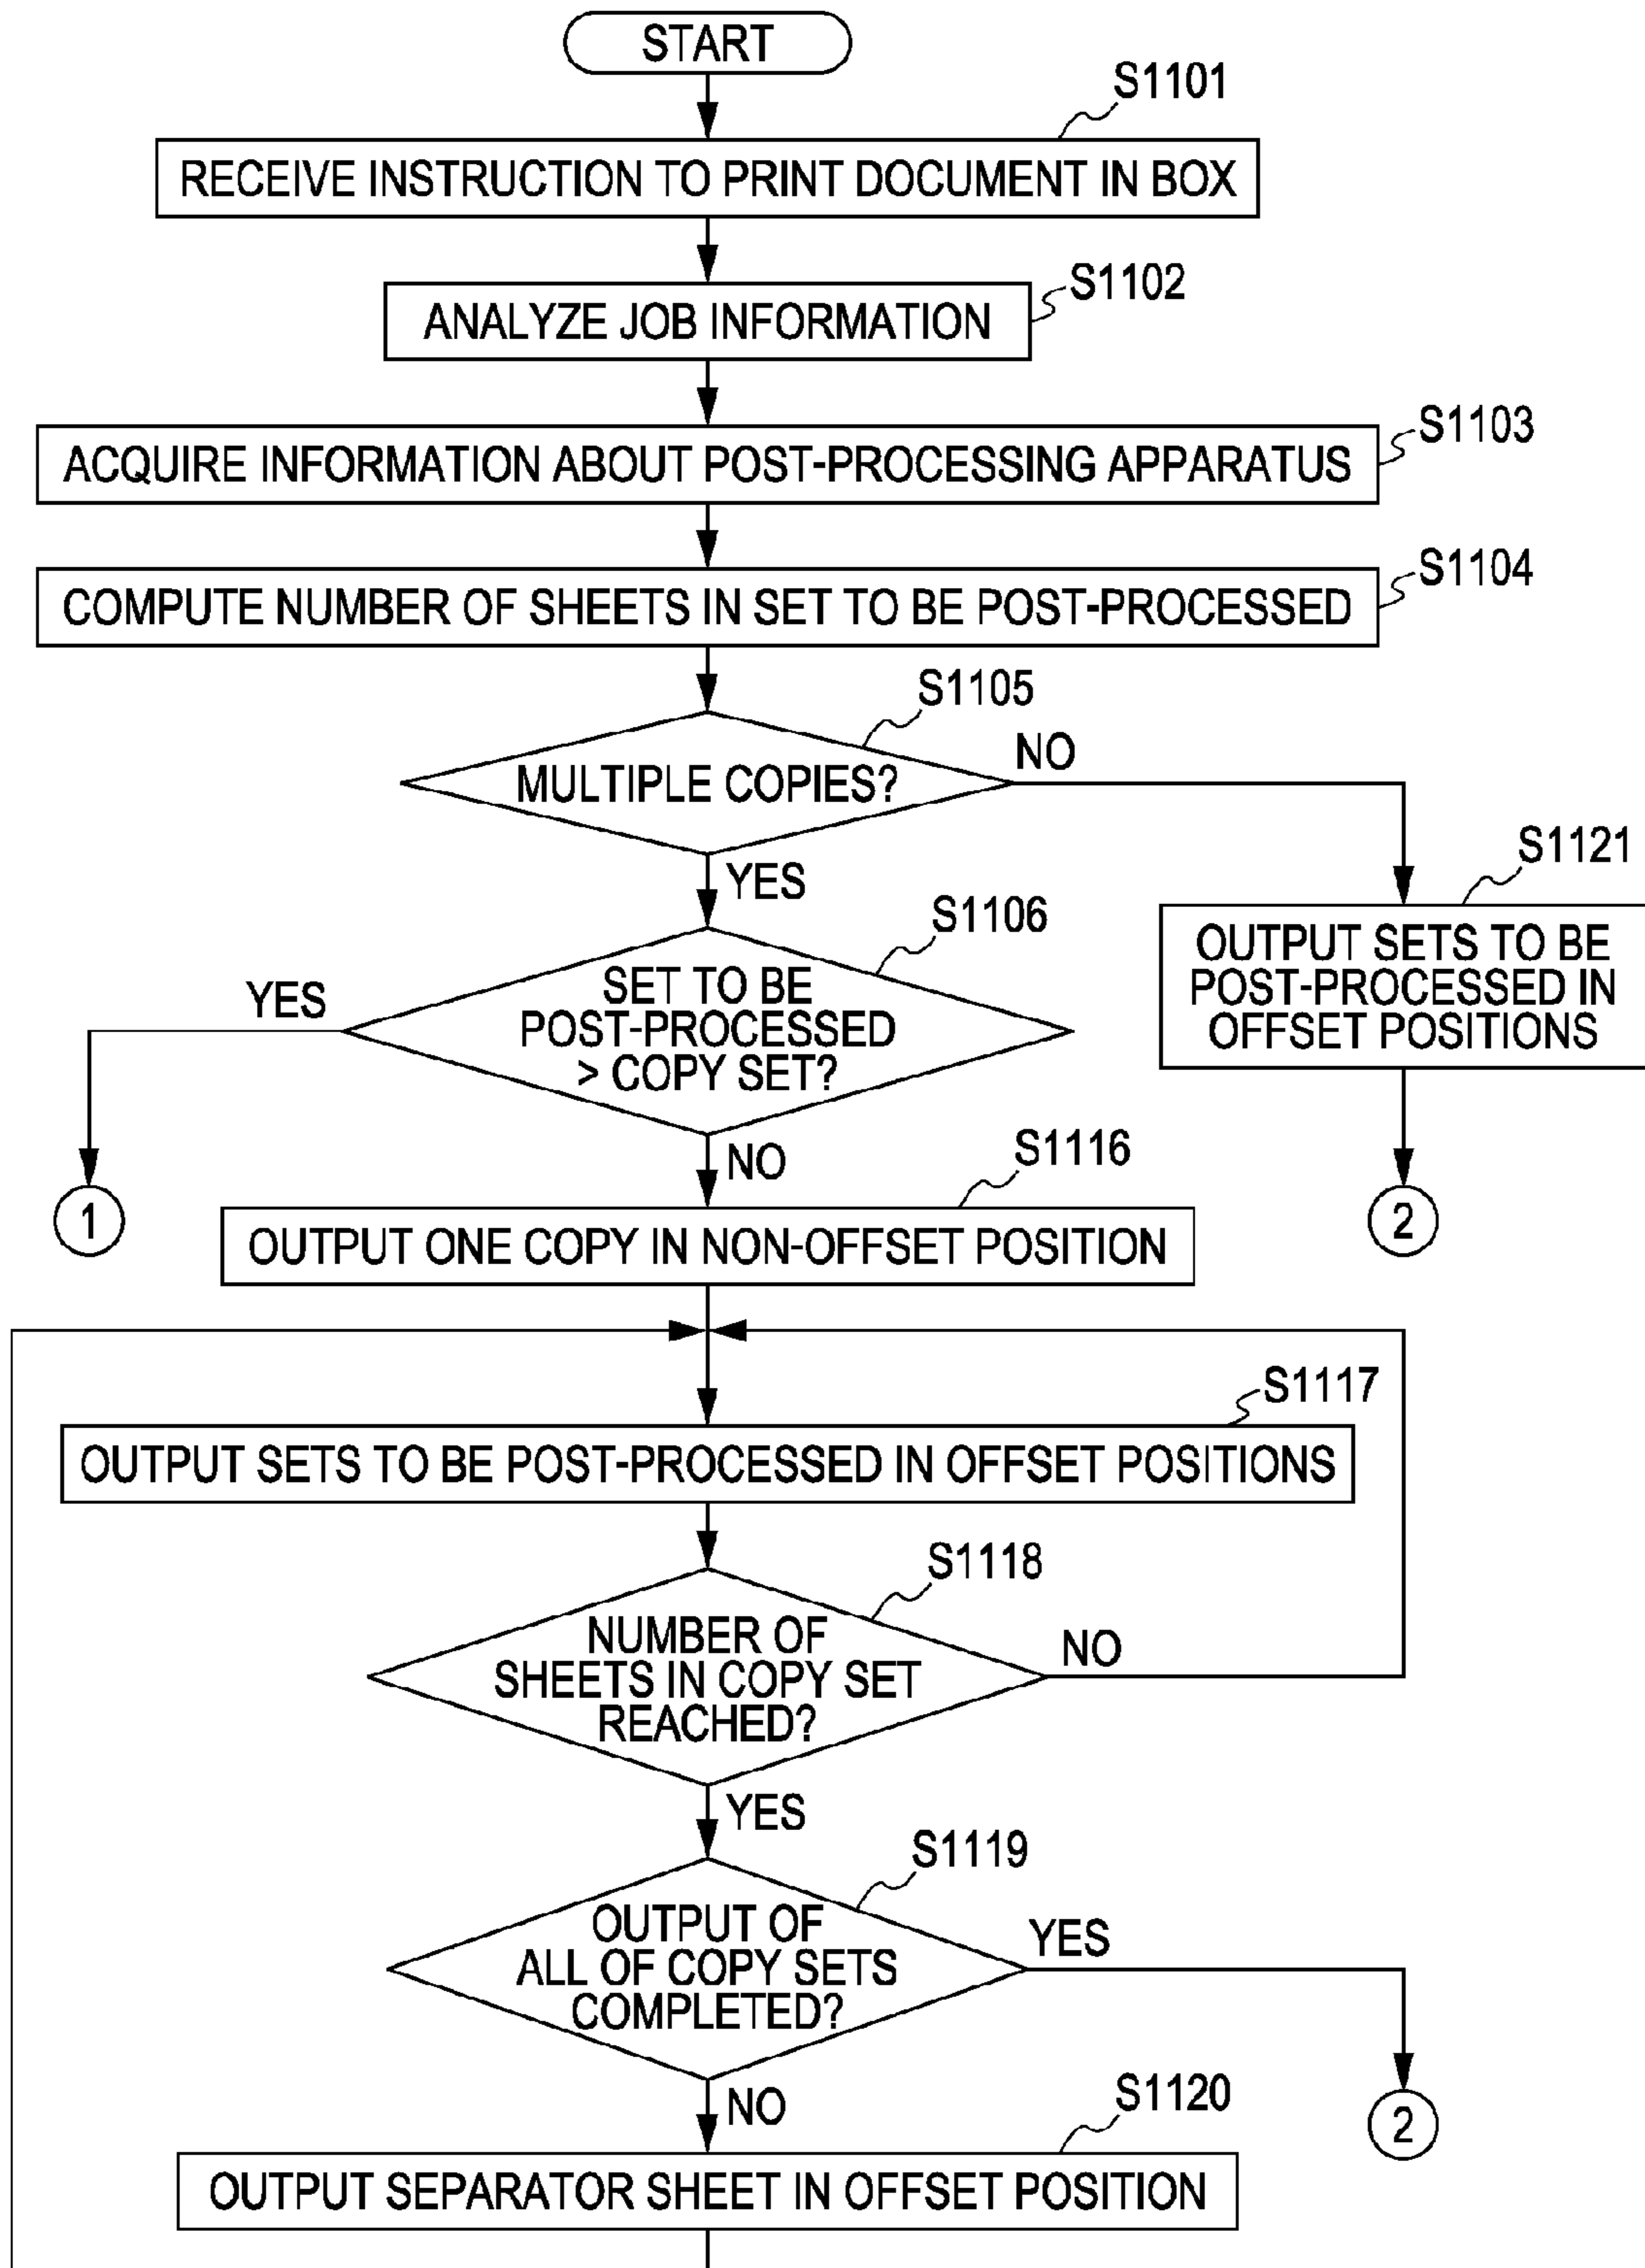 START
S1101
RECEIVE INSTRUCTION TO PRINT DOCUMENT IN BOX
S1102
ANALYZE JOB INFORMATION
S1103
ACQUIRE INFORMATION ABOUT POST-PROCESSING APPARATUS
S1104
COMPUTE NUMBER OF SHEETS IN SET TO BE POST-PROCESSED
S1105
MULTIPLE COPIES?
NO
YES
S1121
OUTPUT SETS TO BE
POST-PROCESSED IN
OFFSET POSITIONS
2
S1106
SET TO BE
POST-PROCESSED
> COPY SET?
YES
1
NO
S1116
OUTPUT ONE COPY IN NON-OFFSET POSITION
S1117
OUTPUT SETS TO BE POST-PROCESSED IN OFFSET POSITIONS
S1118
NUMBER OF
SHEETS IN COPY SET
REACHED?
NO
YES
S1119
OUTPUT OF
ALL OF COPY SETS
COMPLETED?
YES
2
NO
S1120
OUTPUT SEPARATOR SHEET IN OFFSET POSITION